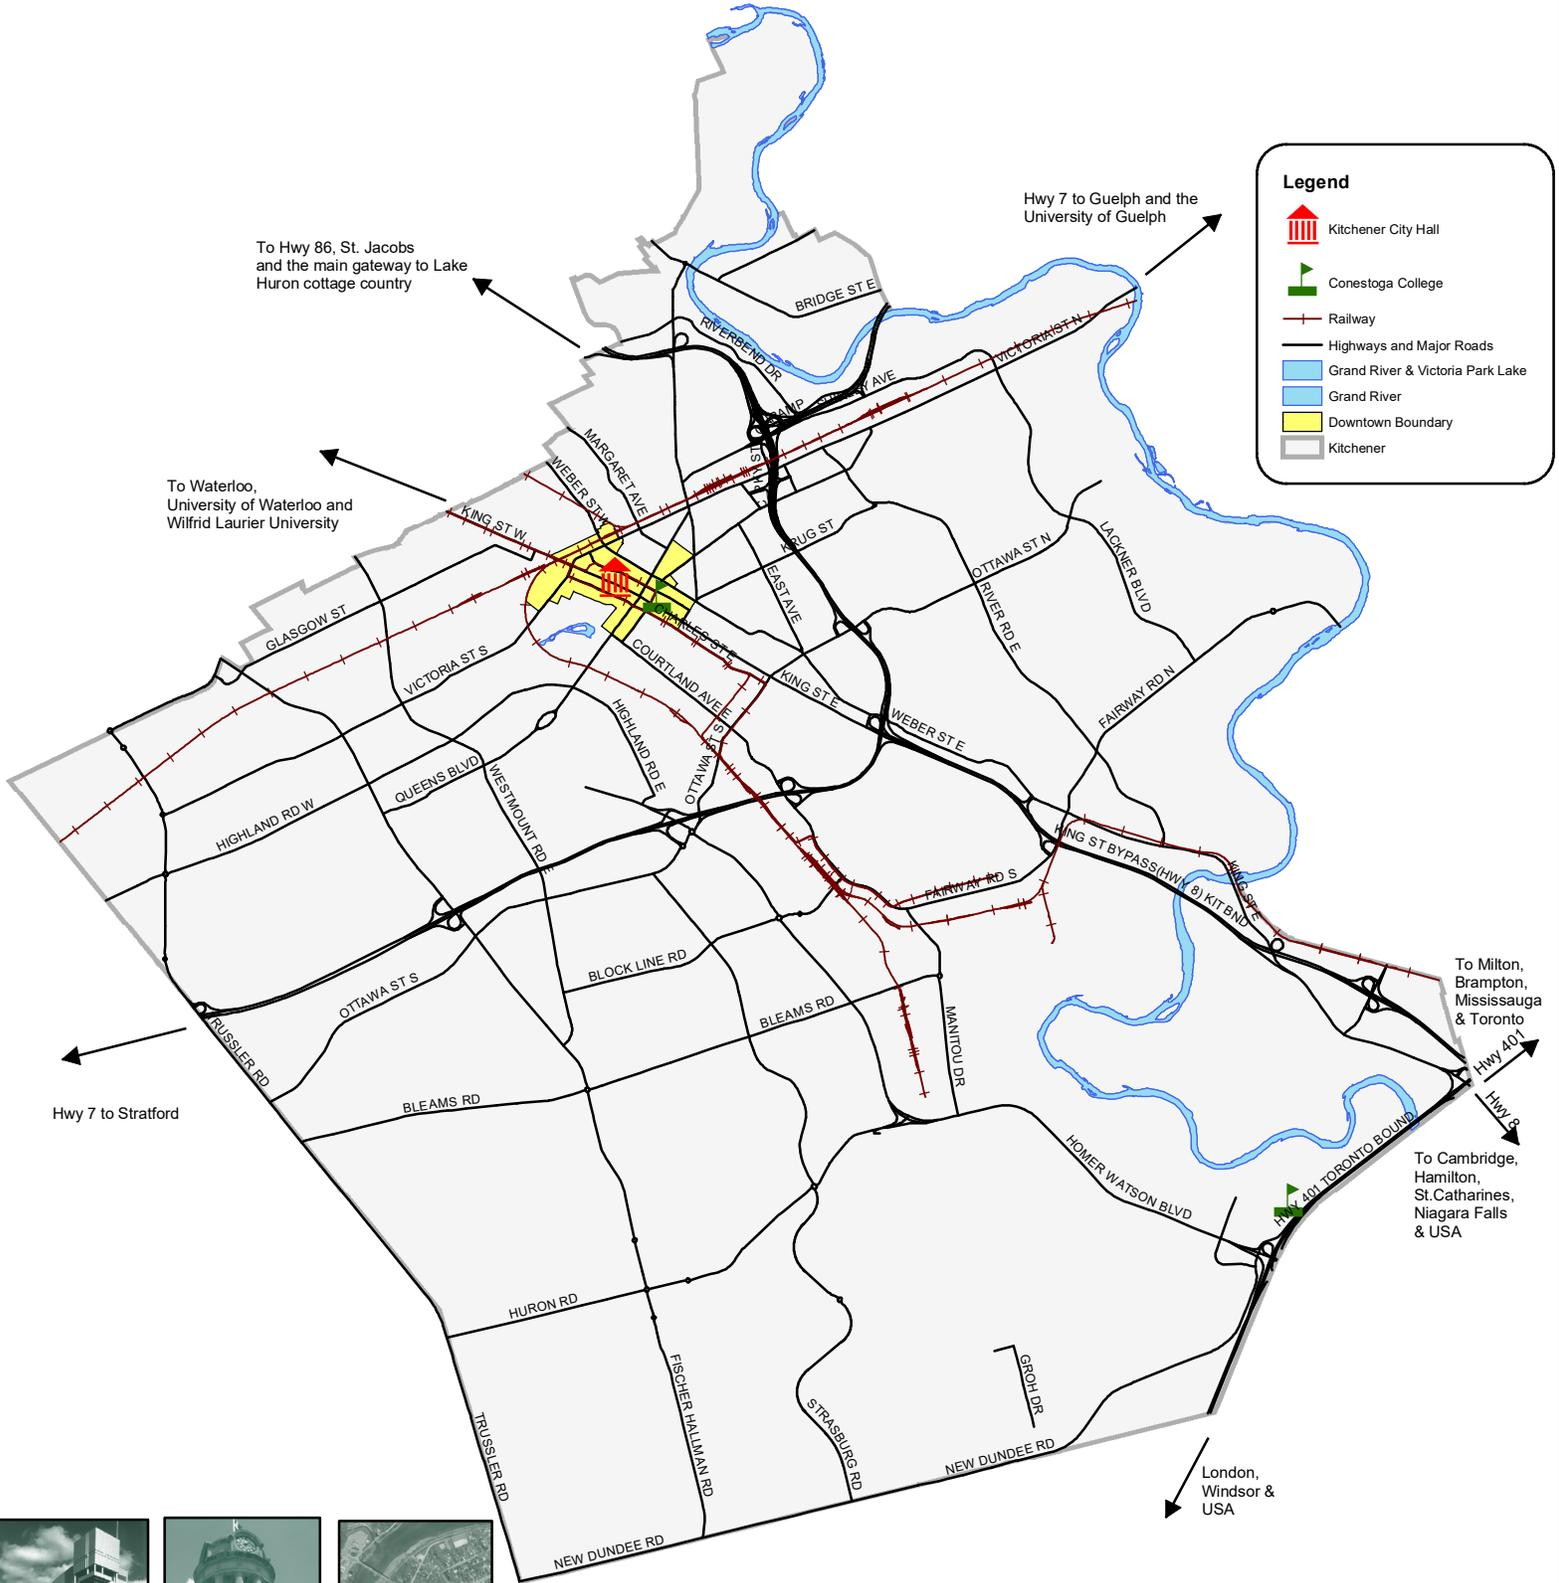 Hwy 7 to Guelph and the
University of Guelph
Legend
Kitchener City Hall
Conestoga College
Railway
Highways and Major Roads
Grand River & Victoria Park Lake
Grand River
Downtown Boundary
Kitchener
To Hwy 86, St. Jacobs
and the main gateway to Lake
Huron cottage country
BRIDGE ST E
RIVERBEND DR
VICTORIA ST N
RAMP
MARGARET AVE
WEBER ST W
To Waterloo,
University of Waterloo and
Wilfrid Laurier University
KING ST W
KRUG ST
EAST AVE
OTTAWA ST N
LACKNER BLVD
RIVER RD E
GLASGOW ST
VICTORIA ST S
CHARLES ST E
COURTLAND AVE E
KING ST E
WEBER ST E
FAIRWAY RD N
HIGHLAND RD E
OTTAWA ST S
QUEENS BLVD
WESTMOUNT RD E
HIGHLAND RD W
KING ST BYPASS(HWY 8) KIT BND
KING ST E
FAIRWAY RD S
BLOCK LINE RD
OTTAWA ST S
BLEAMS RD
MANITOU DR
To Milton,
Brampton,
Mississauga
& Toronto
Hwy 401
Hwy 8
TRUSSLER RD
Hwy 7 to Stratford
BLEAMS RD
HOMER WATSON BLVD
HWY 401 TORONTO BOUND
To Cambridge,
Hamilton,
St.Catharines,
Niagara Falls
& USA
HURON RD
FISCHER HALLMAN RD
GROH DR
STRASBURG RD
TRUSSLER RD
NEW DUNDEE RD
London,
Windsor &
USA
NEW DUNDEE RD